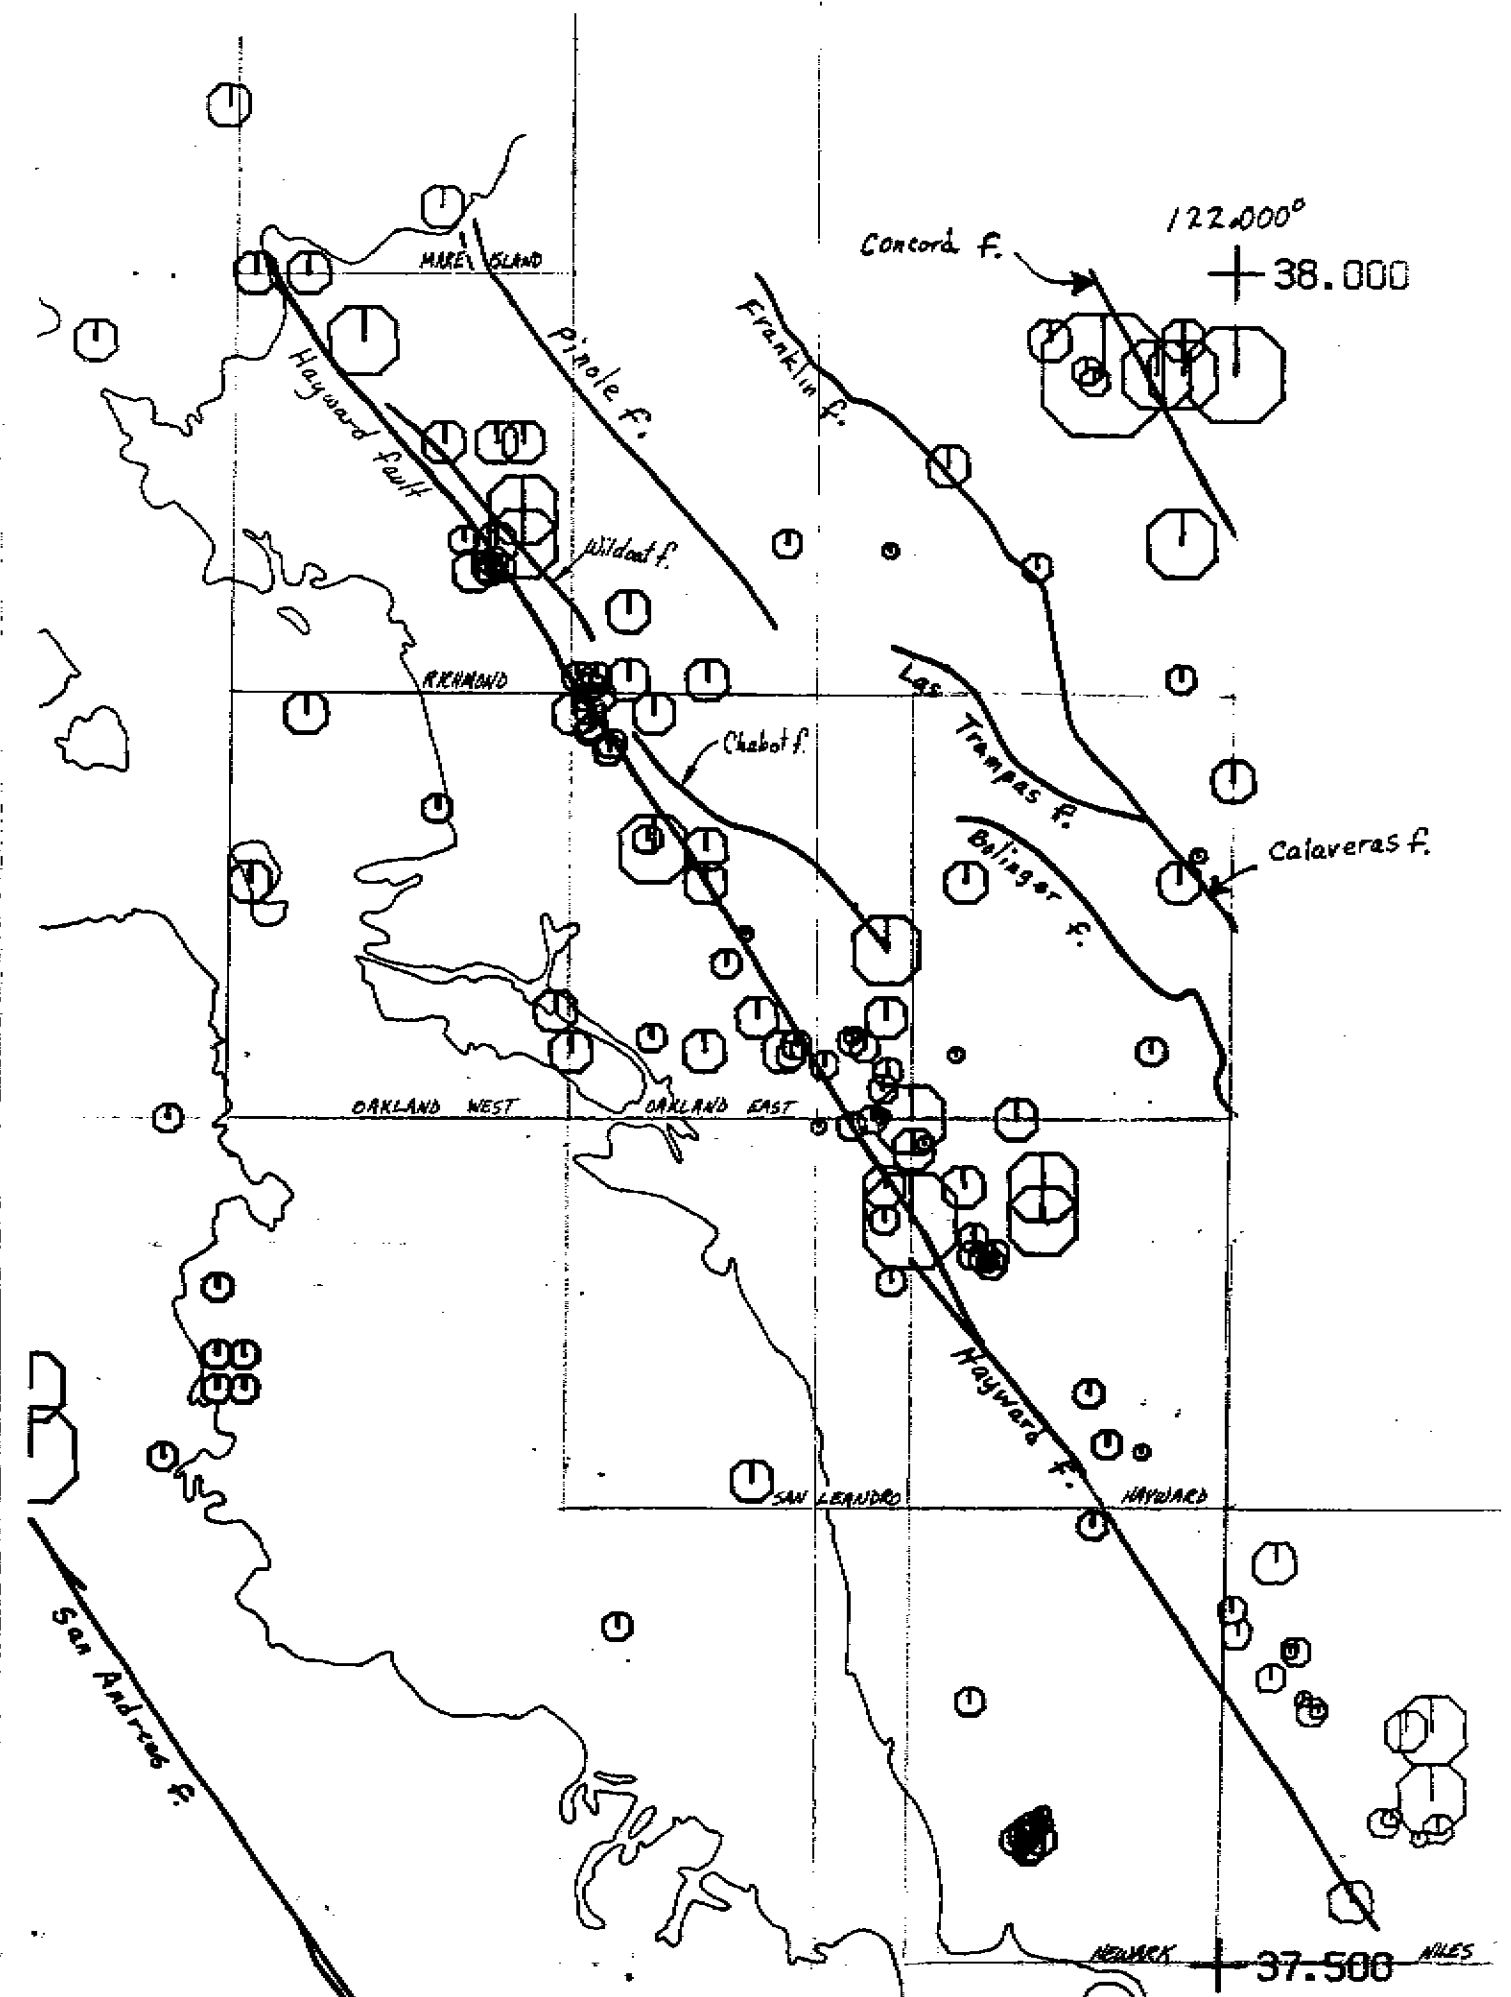 122.000°
Concord f.
MARE ISLAND
38.000
Franklin f.
Pinole f.
Hayward fault
Wildcat f.
RICHMOND
Las Trampas f.
Chabot f.
Bolinger f.
Calaveras f.
OAKLAND WEST
OAKLAND EAST
Hayward f.
SAN LEANDRO
HAYWARD
San Andreas f.
NEWARK
37.500
NILES